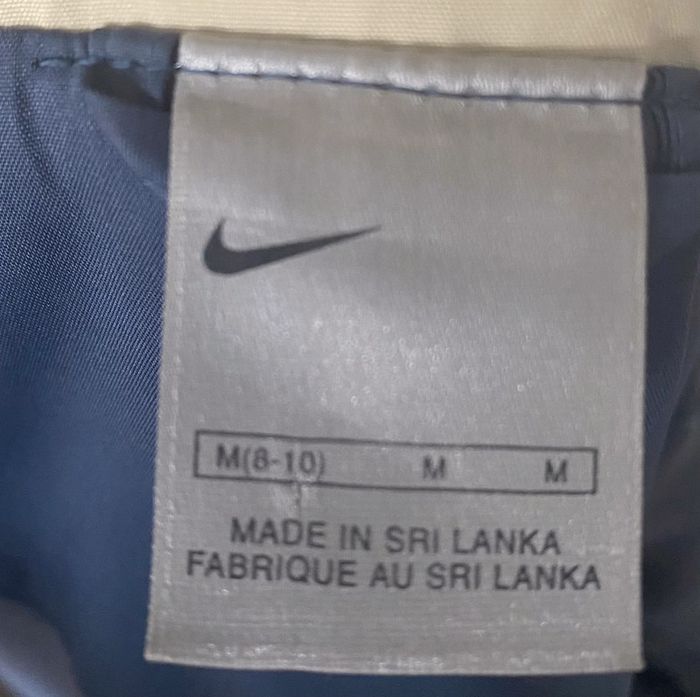 M(8-10) M M
MADE IN SRI LANKA
FABRIQUE AU SRI LANKA